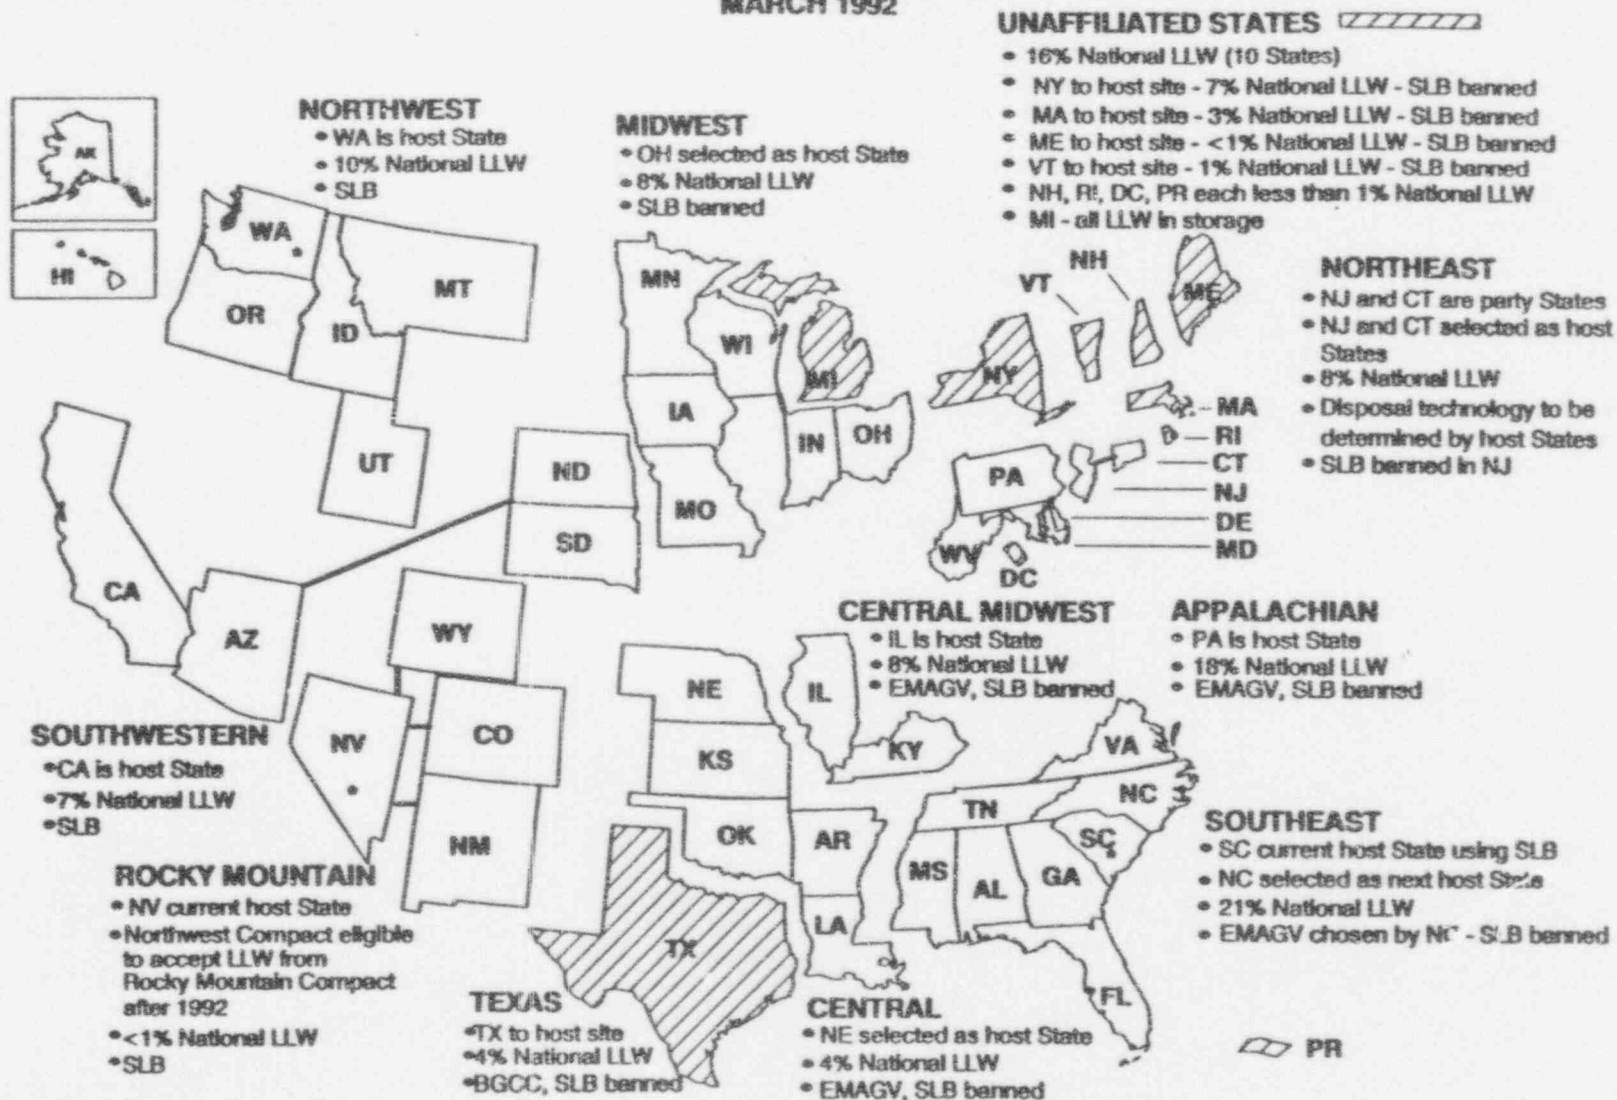 MARCH 1992
UNAFFILIATED STATES
• 16% National LLW (10 States)
• NY to host site - 7% National LLW - SLB banned
• MA to host site - 3% National LLW - SLB banned
• ME to host site - <1% National LLW - SLB banned
• VT to host site - 1% National LLW - SLB banned
• NH, RI, DC, PR each less than 1% National LLW
• MI - all LLW in storage
NORTHWEST
• WA is host State
• 10% National LLW
• SLB
MIDWEST
• OH selected as host State
• 8% National LLW
• SLB banned
NORTHEAST
• NJ and CT are party States
• NJ and CT selected as host
States
• 8% National LLW
• Disposal technology to be
determined by host States
• SLB banned in NJ
AK
HI
WA
OR
ID
MT
UT
CA
AZ
ND
SD
WY
NV
CO
NM
MN
WI
MI
IA
IN
OH
MO
VT
NH
ME
NY
MA
RI
CT
NJ
DE
MD
PA
WV
DC
CENTRAL MIDWEST
• IL is host State
• 8% National LLW
• EMAGV, SLB banned
APPALACHIAN
• PA is host State
• 18% National LLW
• EMAGV, SLB banned
NE
KS
OK
TX
AR
LA
IL
KY
VA
TN
NC
SC
MS
AL
GA
FL
PR
SOUTHWESTERN
• CA is host State
• 7% National LLW
• SLB
ROCKY MOUNTAIN
• NV current host State
• Northwest Compact eligible
to accept LLW from
Rocky Mountain Compact
after 1992
• <1% National LLW
• SLB
TEXAS
• TX to host site
• 4% National LLW
• BGCC, SLB banned
CENTRAL
• NE selected as host State
• 4% National LLW
• EMAGV, SLB banned
SOUTHEAST
• SC current host State using SLB
• NC selected as next host State
• 21% National LLW
• EMAGV chosen by NC - SLB banned